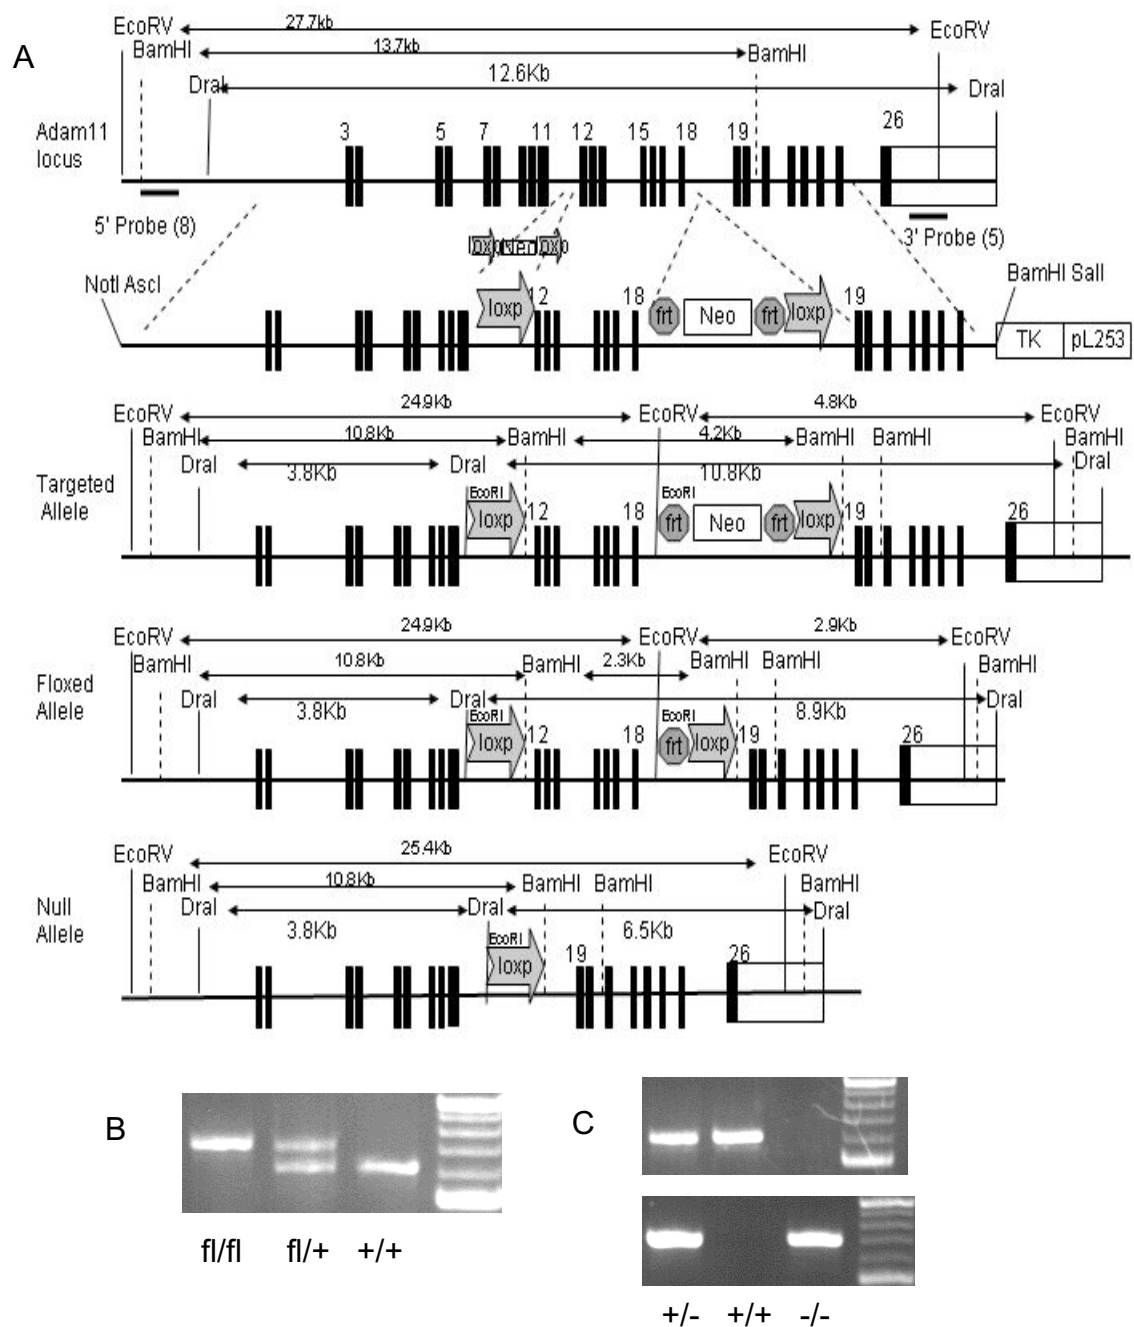 A
EcoRV 27.7kb EcoRV
BamHI 13.7kb BamHI
DraI 12.6Kb DraI
Adam11
locus
3 5 7 11 12 15 18 19 26
5' Probe (8) 3' Probe (5)
loxp Neo loxp
NotI AscI BamHI SalI
loxp 12 18 frt Neo frt loxp 19 TK pL253
EcoRV 24.9Kb EcoRV 4.8Kb EcoRV
BamHI 10.8Kb BamHI 4.2Kb BamHI BamHI BamHI
DraI 3.8Kb DraI 10.8Kb DraI
Targeted
Allele
EcoRI EcoRI
loxp 12 18 frt Neo frt loxp 19 26
EcoRV 24.9Kb EcoRV 2.9Kb EcoRV
BamHI 10.8Kb BamHI 2.3Kb BamHI BamHI BamHI
DraI 3.8Kb DraI 8.9Kb DraI
Floxed
Allele
EcoRI EcoRI
loxp 12 18 frt loxp 19 26
EcoRV 25.4Kb EcoRV
BamHI 10.8Kb BamHI BamHI BamHI
DraI 3.8Kb DraI 6.5Kb DraI
Null
Allele
EcoRI
loxp 19 26
B
fl/fl fl/+ +/+
C
+/- +/+ -/-